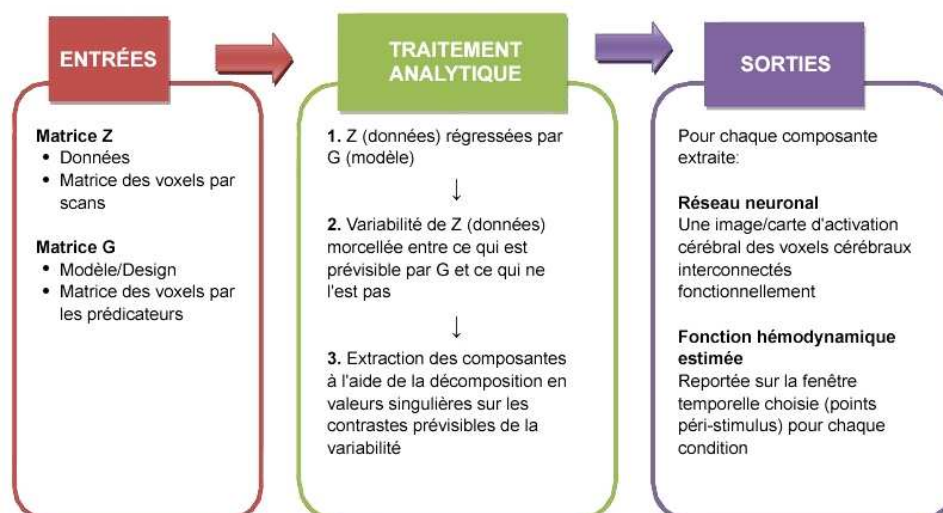 ENTRÉES
Matrice Z
• Données
• Matrice des voxels par
scans
Matrice G
• Modèle/Design
• Matrice des voxels par
les prédicateurs
TRAITEMENT
ANALYTIQUE
1. Z (données) régressées par
G (modèle)
↓
2. Variabilité de Z (données)
morcellée entre ce qui est
prévisible par G et ce qui ne
l'est pas
↓
3. Extraction des composantes
à l'aide de la décomposition en
valeurs singulières sur les
contrastes prévisibles de la
variabilité
SORTIES
Pour chaque composante
extraite:
Réseau neuronal
Une image/carte d'activation
cérébral des voxels cérébraux
interconnectés
fonctionnellement
Fonction hémodynamique
estimée
Reportée sur la fenêtre
temporelle choisie (points
péri-stimulus) pour chaque
condition